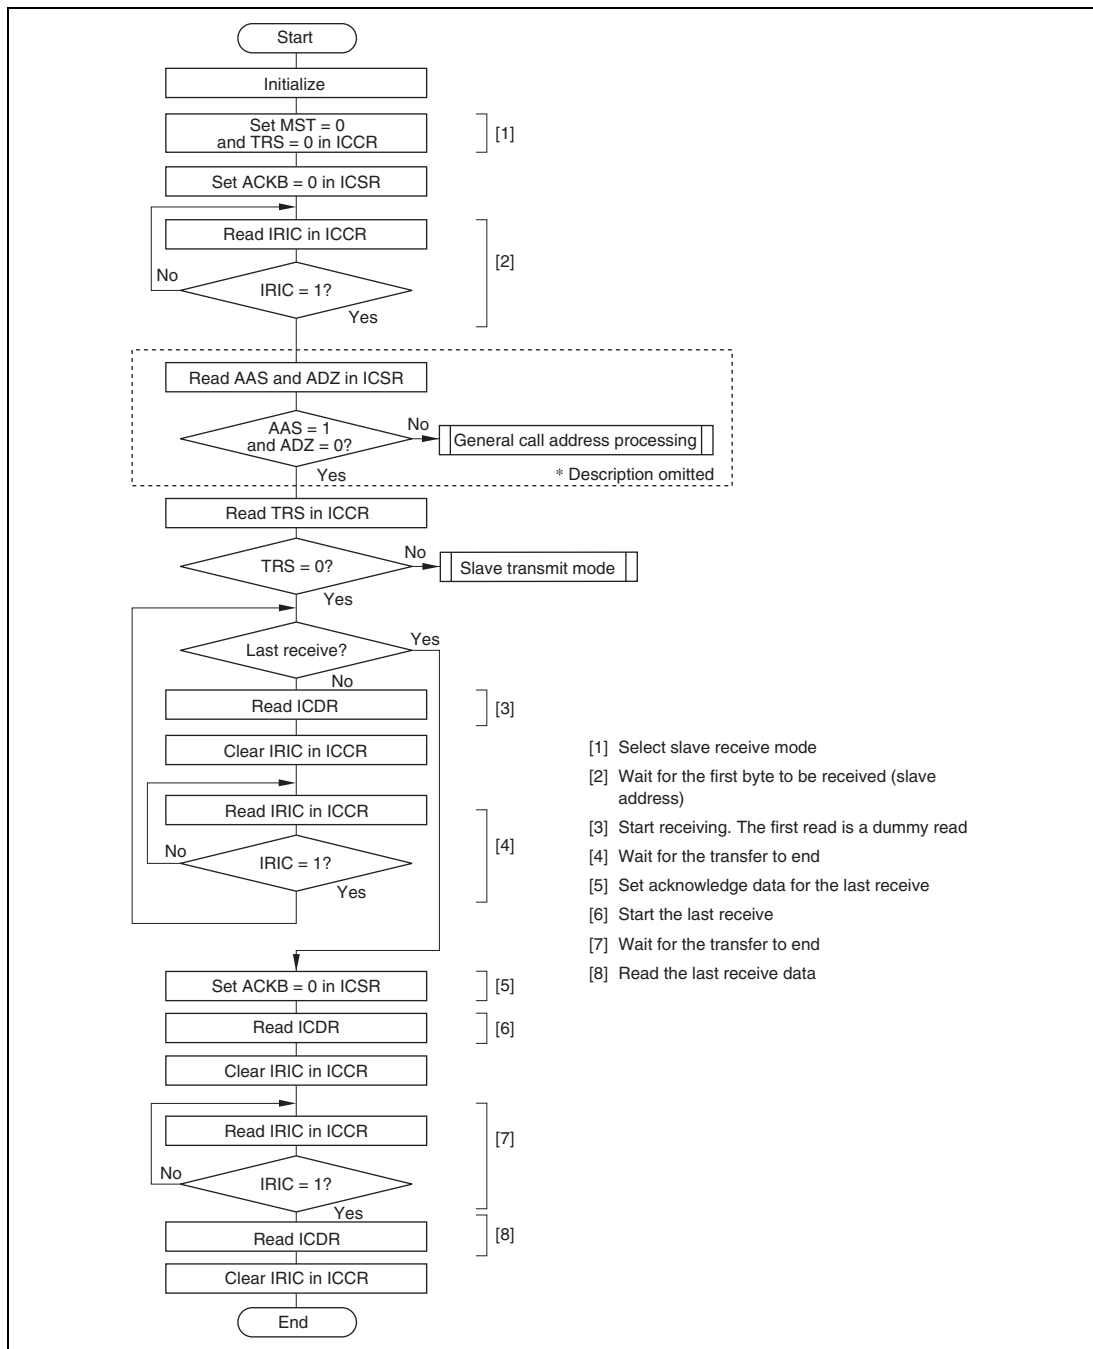 Start
Initialize
Set MST = 0
and TRS = 0 in ICCR
[1]
Set ACKB = 0 in ICSR
Read IRIC in ICCR
[2]
No
IRIC = 1?
Yes
Read AAS and ADZ in ICSR
AAS = 1
and ADZ = 0?
No
General call address processing
Yes
* Description omitted
Read TRS in ICCR
TRS = 0?
No
Slave transmit mode
Yes
Last receive?
Yes
No
Read ICDR
[3]
Clear IRIC in ICCR
Read IRIC in ICCR
[4]
No
IRIC = 1?
Yes
Set ACKB = 0 in ICSR
[5]
Read ICDR
[6]
Clear IRIC in ICCR
Read IRIC in ICCR
[7]
No
IRIC = 1?
Yes
Read ICDR
[8]
Clear IRIC in ICCR
End
[1] Select slave receive mode
[2] Wait for the first byte to be received (slave
address)
[3] Start receiving. The first read is a dummy read
[4] Wait for the transfer to end
[5] Set acknowledge data for the last receive
[6] Start the last receive
[7] Wait for the transfer to end
[8] Read the last receive data